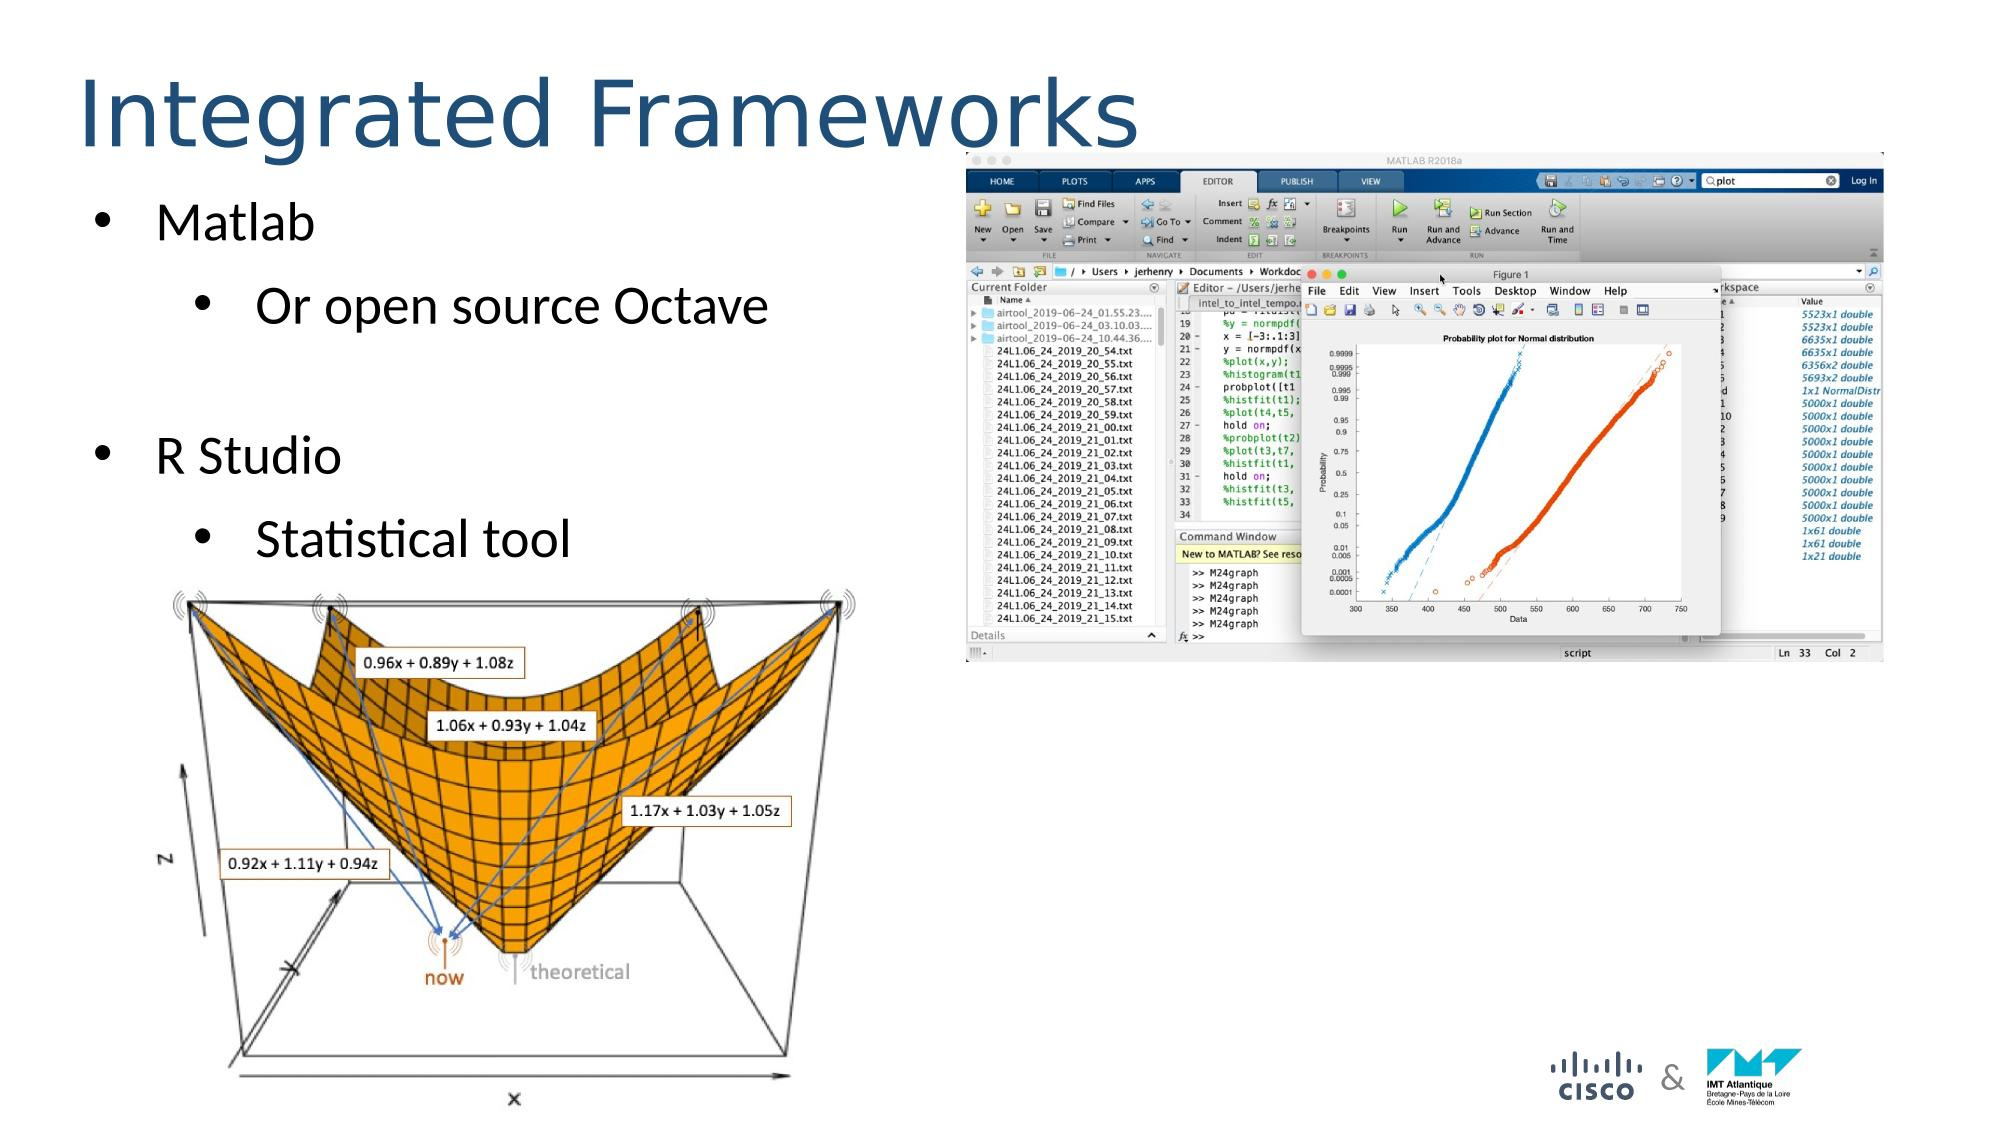 Integrated Frameworks
• Matlab
• Or open source Octave
• R Studio
• Statistical tool
MATLAB R2018a
HOME PLOTS APPS EDITOR PUBLISH VIEW
plot
Log In
New Open Save
Find Files
Compare
Print
Go To
Find
Insert fx
Comment
Indent
Breakpoints
Run
Run and Advance
Run Section
Advance
Run and Time
FILE NAVIGATE EDIT BREAKPOINTS RUN
/ Users jerhenry Documents Workdoc
Current Folder
Name
airtool_2019-06-24_01.55.23....
airtool_2019-06-24_03.10.03....
airtool_2019-06-24_10.44.36....
24L1.06_24_2019_20_54.txt
24L1.06_24_2019_20_55.txt
24L1.06_24_2019_20_56.txt
24L1.06_24_2019_20_57.txt
24L1.06_24_2019_20_58.txt
24L1.06_24_2019_20_59.txt
24L1.06_24_2019_21_00.txt
24L1.06_24_2019_21_01.txt
24L1.06_24_2019_21_02.txt
24L1.06_24_2019_21_03.txt
24L1.06_24_2019_21_04.txt
24L1.06_24_2019_21_05.txt
24L1.06_24_2019_21_06.txt
24L1.06_24_2019_21_07.txt
24L1.06_24_2019_21_08.txt
24L1.06_24_2019_21_09.txt
24L1.06_24_2019_21_10.txt
24L1.06_24_2019_21_11.txt
24L1.06_24_2019_21_12.txt
24L1.06_24_2019_21_13.txt
24L1.06_24_2019_21_14.txt
24L1.06_24_2019_21_15.txt
Details
Editor – /Users/jerhe
intel_to_intel_tempo.
19 %y = normpdf(
20 – x = [-3:.1:3]
21 – y = normpdf(x
22 %plot(x,y);
23 %histogram(t1
24 – probplot([t1
25 %histfit(t1);
26 %plot(t4,t5,
27 – hold on;
28 %probplot(t2)
29 %plot(t3,t7,
30 %histfit(t1,
31 – hold on;
32 %histfit(t3,
33 %histfit(t5,
34
Command Window
New to MATLAB? See reso
>> M24graph
>> M24graph
>> M24graph
>> M24graph
>> M24graph
fx >>
Figure 1
File Edit View Insert Tools Desktop Window Help
Probability plot for Normal distribution
0.9999
0.9995
0.999
0.995
0.99
0.95
0.9
0.75
0.5
0.25
0.1
0.05
0.01
0.005
0.001
0.0005
0.0001
Probability
300 350 400 450 500 550 600 650 700 750
Data
rkspace
Value
5523x1 double
5523x1 double
6635x1 double
6635x1 double
6356x2 double
5693x2 double
1x1 NormalDistr
5000x1 double
5000x1 double
5000x1 double
5000x1 double
5000x1 double
5000x1 double
5000x1 double
5000x1 double
5000x1 double
1x61 double
1x61 double
1x21 double
script
Ln 33 Col 2
0.96x + 0.89y + 1.08z
1.06x + 0.93y + 1.04z
1.17x + 1.03y + 1.05z
0.92x + 1.11y + 0.94z
now
theoretical
z
y
x
CISCO & IMT Atlantique
Bretagne-Pays de la Loire
École Mines-Télécom